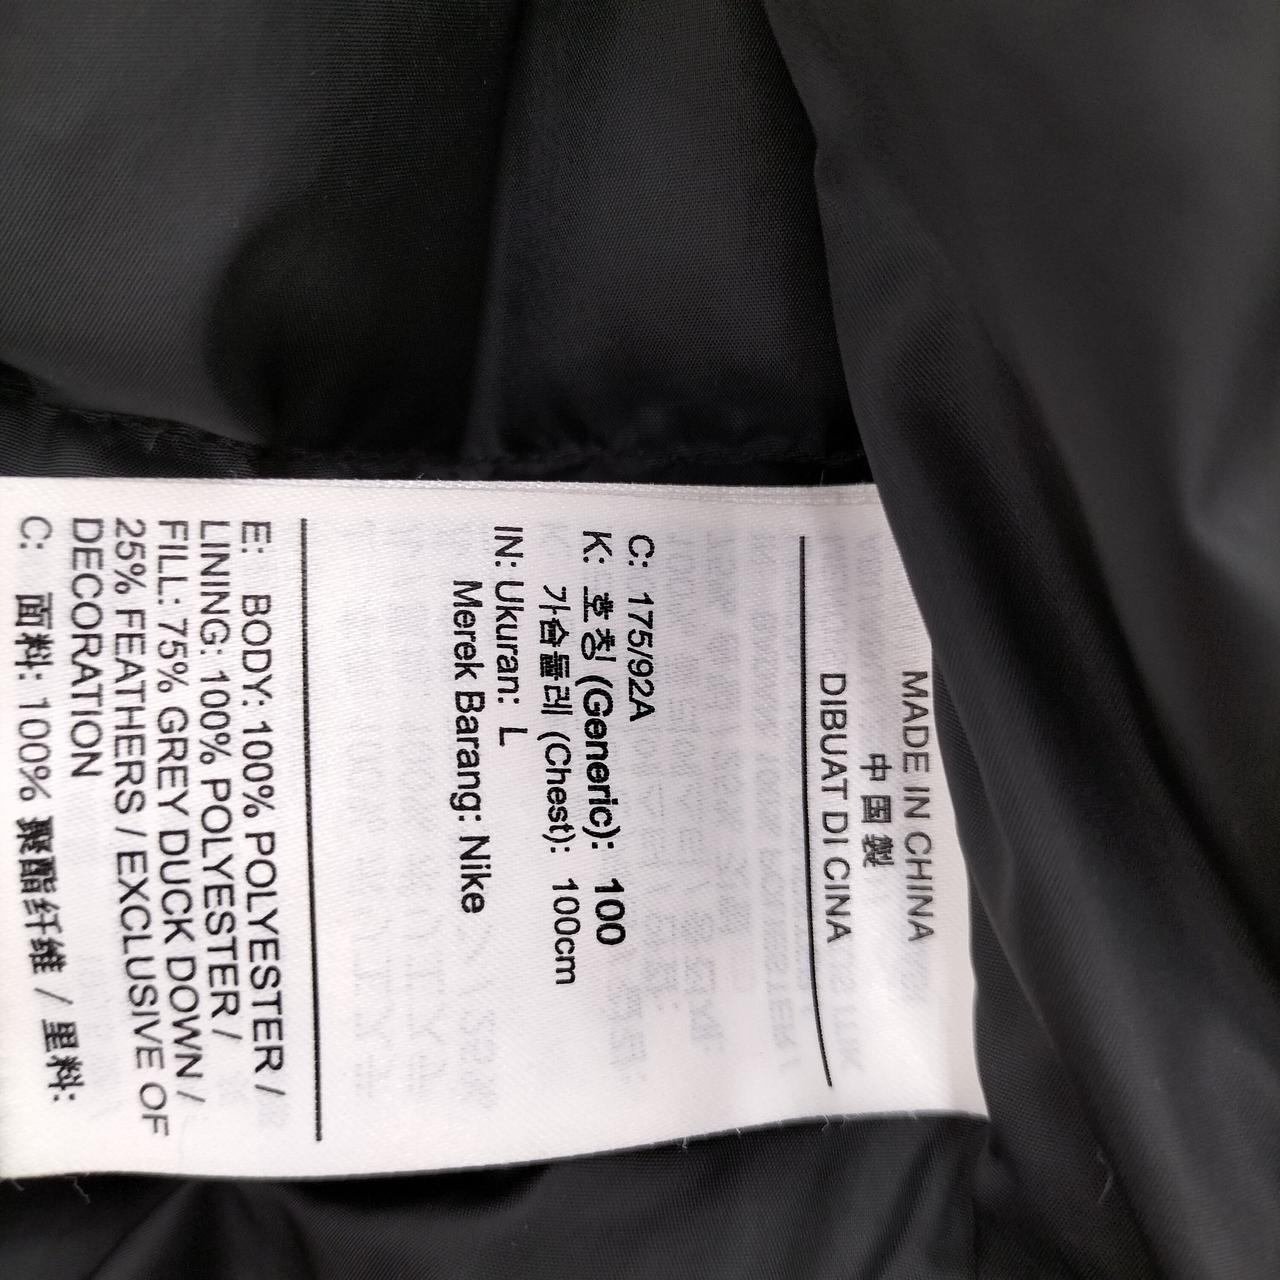 MADE IN CHINA
中国製
DIBUAT DI CINA
C: 175/92A
K: 호칭 (Generic): 100
가슴둘레 (Chest): 100cm
IN: Ukuran: L
Merek Barang: Nike
E: BODY: 100% POLYESTER /
LINING: 100% POLYESTER /
FILL: 75% GREY DUCK DOWN /
25% FEATHERS / EXCLUSIVE OF
DECORATION
C: 面料: 100% 聚酯纤维 / 里料: